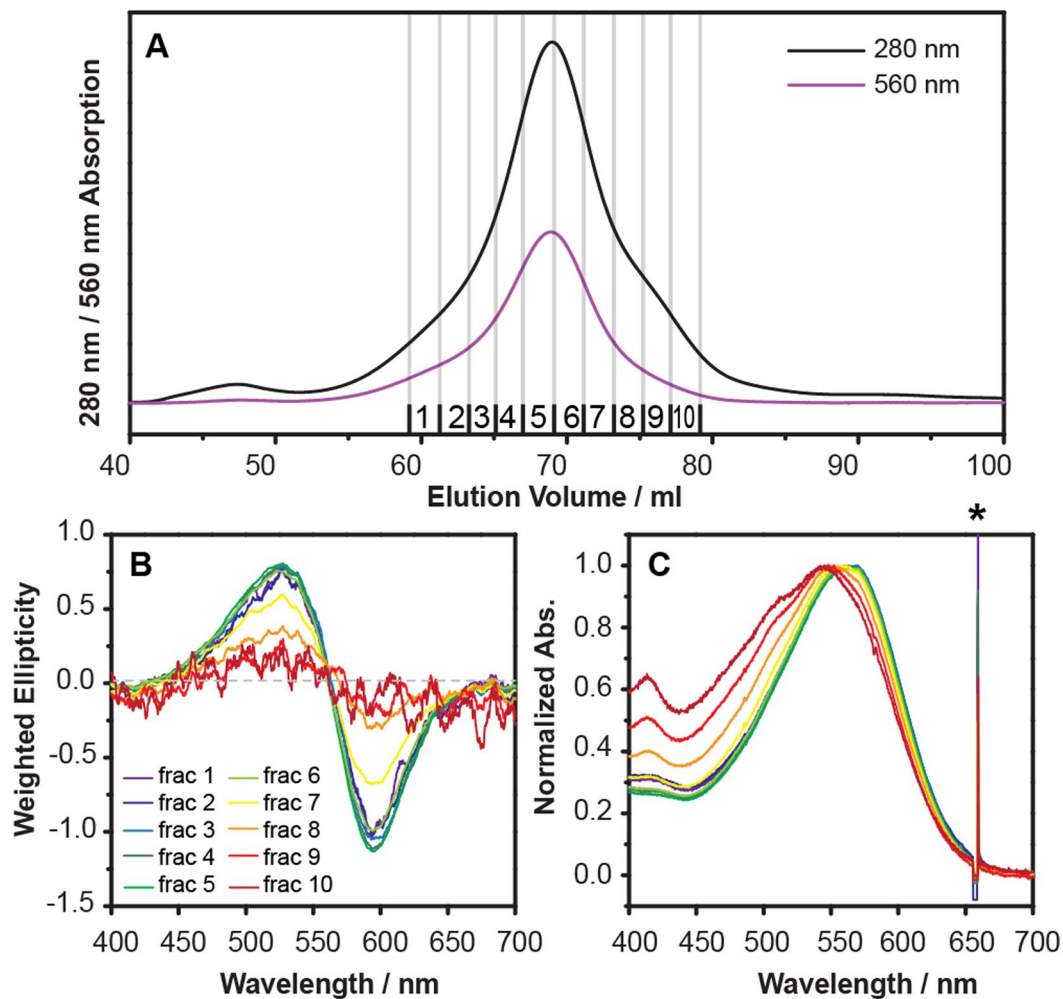 A
280 nm
560 nm
280 nm / 560 nm Absorption
1 2 3 4 5 6 7 8 9 10
40 50 60 70 80 90 100
Elution Volume / ml
B
1.0
0.5
0.0
-0.5
-1.0
-1.5
Weighted Ellipticity
frac 1 frac 6
frac 2 frac 7
frac 3 frac 8
frac 4 frac 9
frac 5 frac 10
400 450 500 550 600 650 700
Wavelength / nm
*
C
1.0
0.8
0.6
0.4
0.2
0.0
Normalized Abs.
400 450 500 550 600 650 700
Wavelength / nm